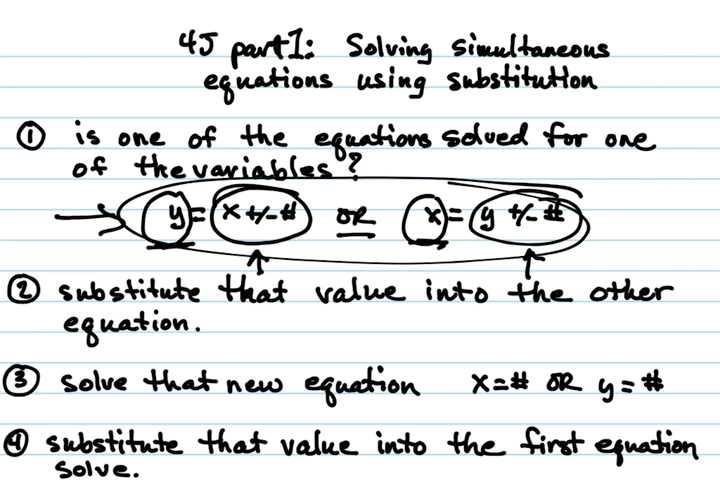 4J part 1: Solving simultaneous
equations using substitution
① is one of the equations solved for one
of the variables?
y = x +/- # OR x = y +/- #
② substitute that value into the other
equation.
③ solve that new equation x = # OR y = #
④ substitute that value into the first equation
solve.